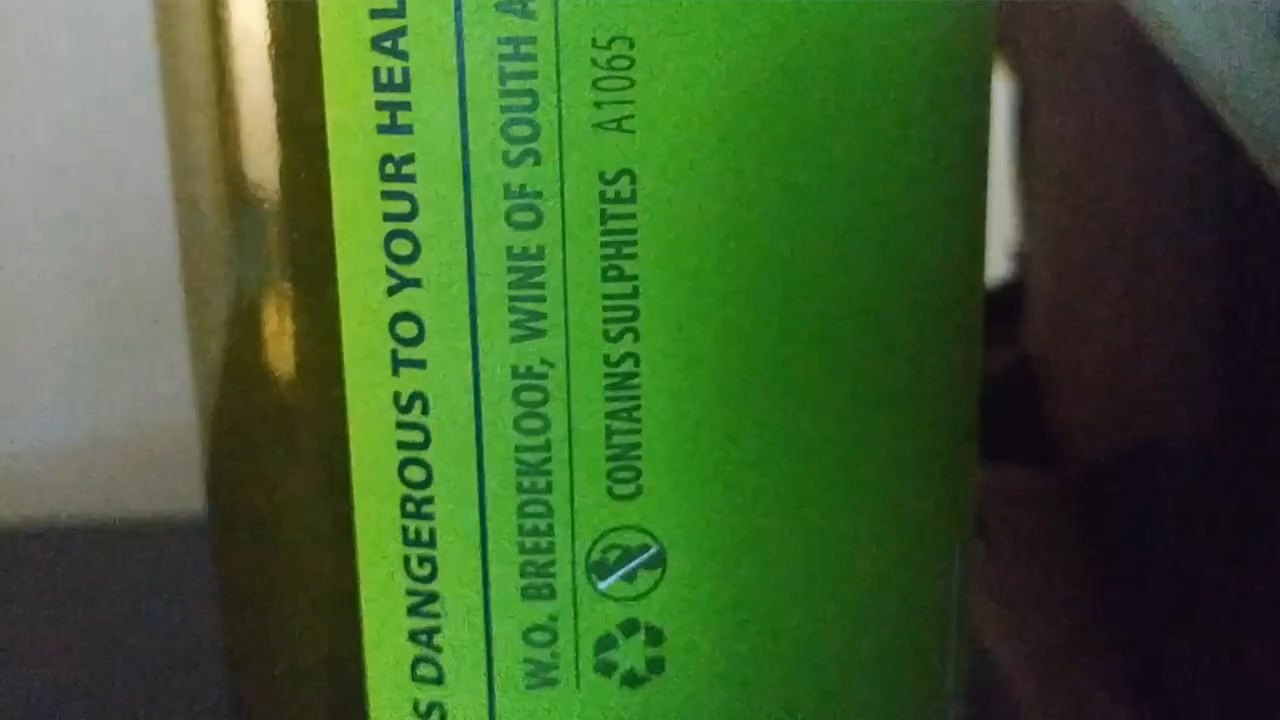 S DANGEROUS TO YOUR HEAL
W.O. BREEDEKLOOF, WINE OF SOUTH A
CONTAINS SULPHITES A1065